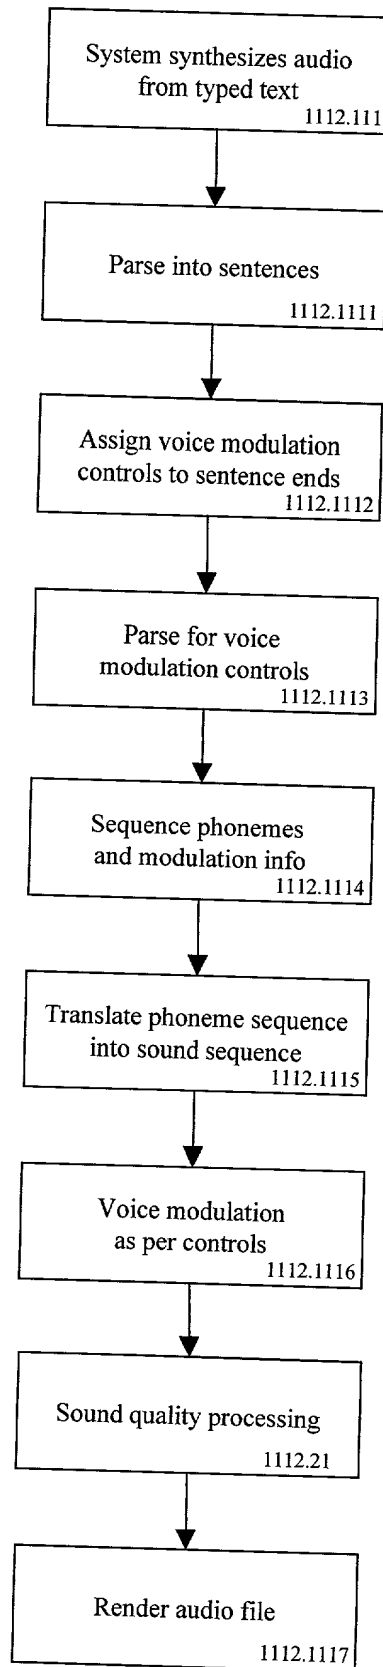 System synthesizes audio
from typed text
1112.111
Parse into sentences
1112.1111
Assign voice modulation
controls to sentence ends
1112.1112
Parse for voice
modulation controls
1112.1113
Sequence phonemes
and modulation info
1112.1114
Translate phoneme sequence
into sound sequence
1112.1115
Voice modulation
as per controls
1112.1116
Sound quality processing
1112.21
Render audio file
1112.1117